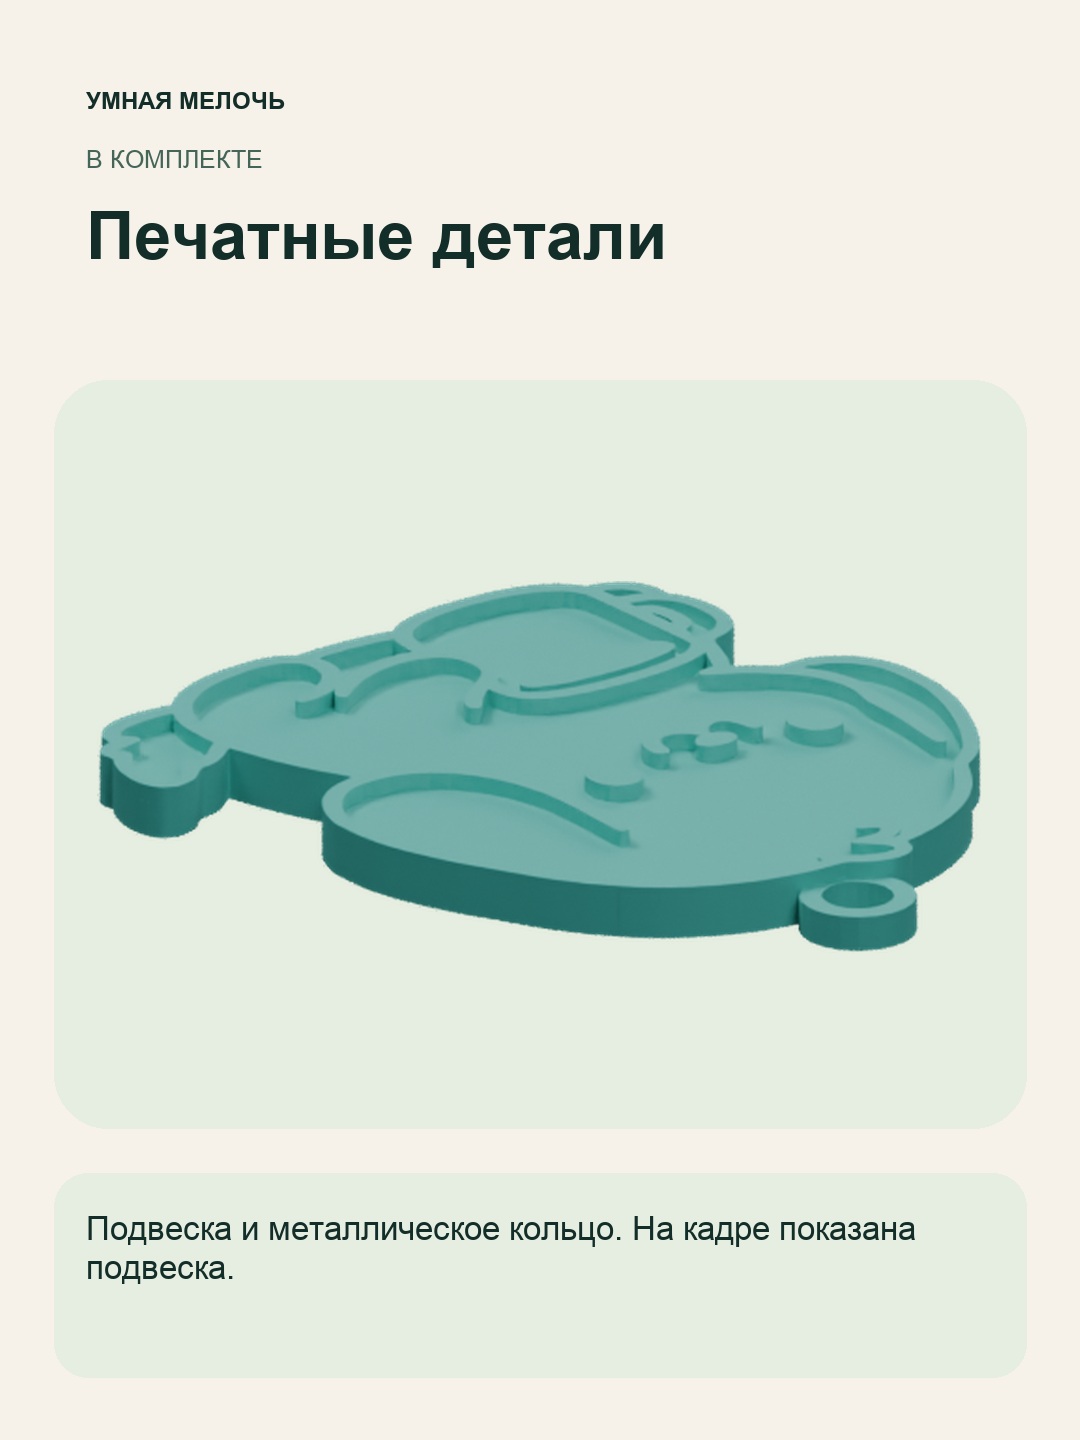 УМНАЯ МЕЛОЧЬ
В КОМПЛЕКТЕ
Печатные детали
Подвеска и металлическое кольцо. На кадре показана
подвеска.